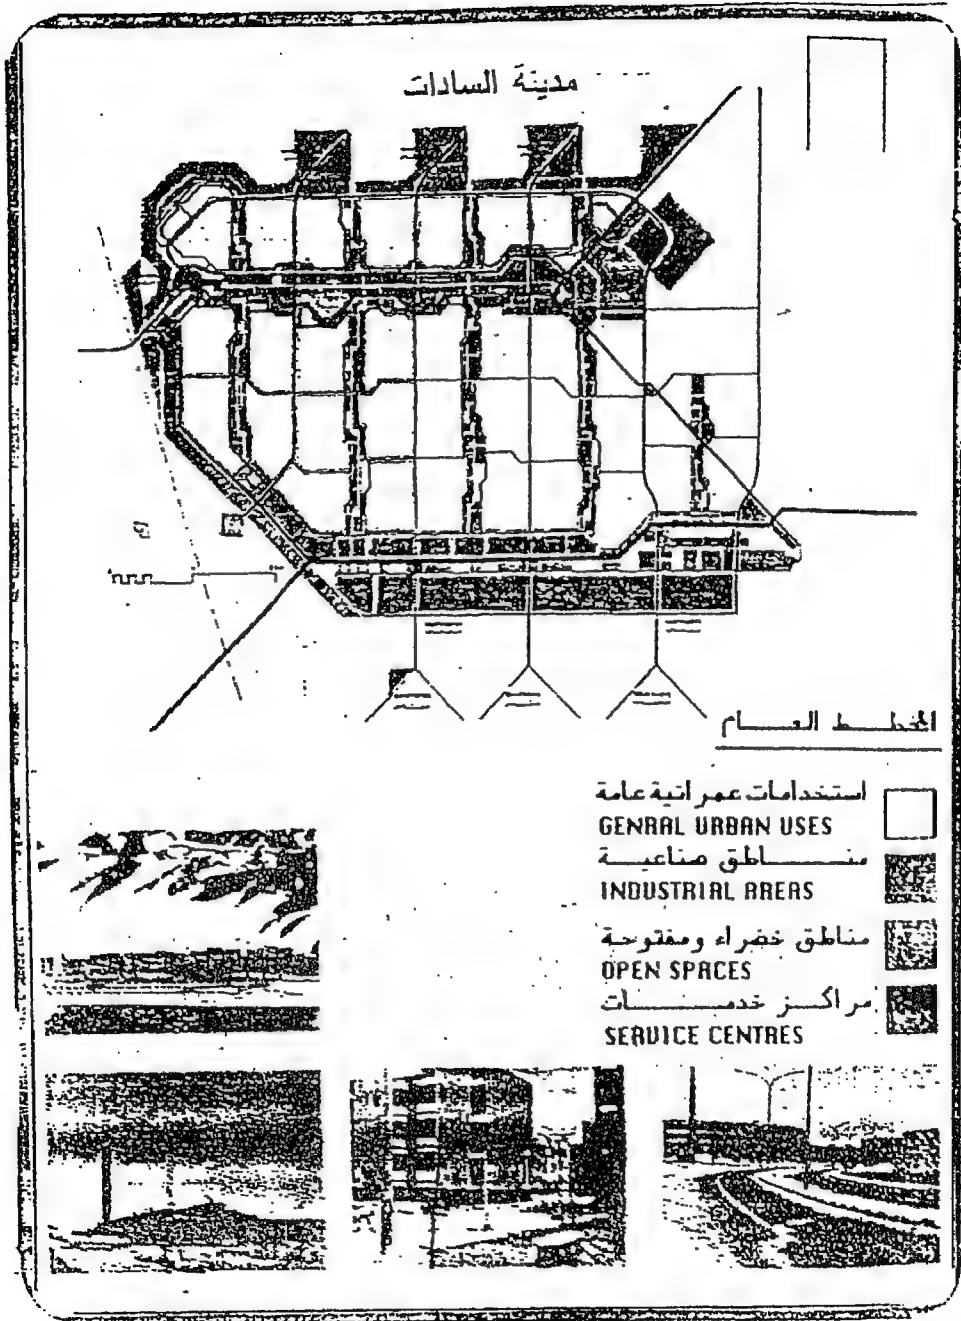 مدينة السادات
المخطط العام
استخدامات عمرانية عامة
GENRAL URBAN USES
مناطق صناعية
INDUSTRIAL AREAS
مناطق خضراء ومفتوحة
OPEN SPACES
مراكز خدمات
SERVICE CENTRES